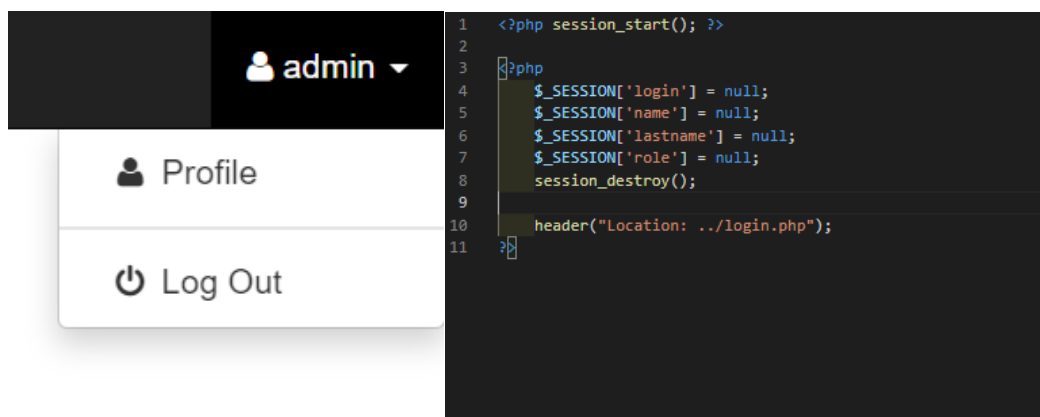 admin
Profile
Log Out
1 <?php session_start(); ?>
2
3 <?php
4 $_SESSION['login'] = null;
5 $_SESSION['name'] = null;
6 $_SESSION['lastname'] = null;
7 $_SESSION['role'] = null;
8 session_destroy();
9
10 header("Location: ../login.php");
11 ?>